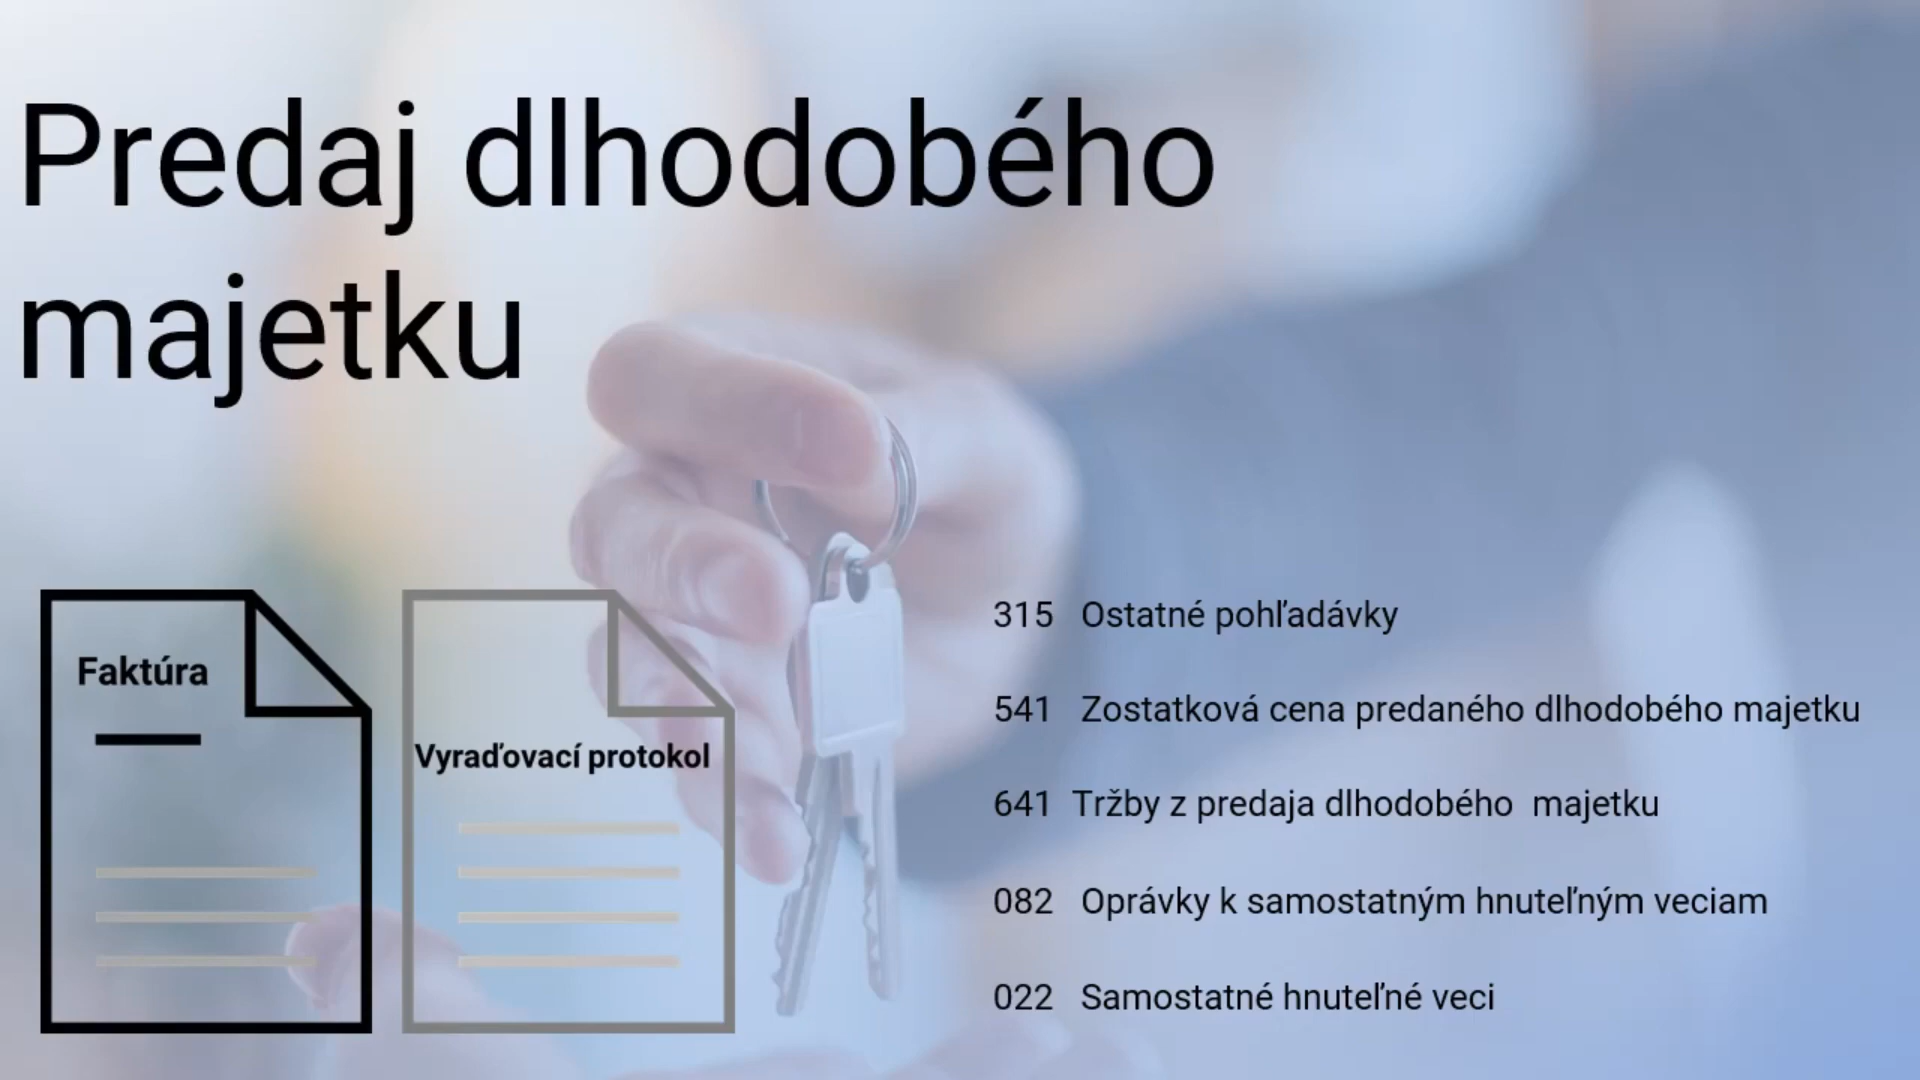 Predaj dlhodobého
majetku
Faktúra
Vyraďovací protokol
315 Ostatné pohľadávky
541 Zostatková cena predaného dlhodobého majetku
641 Tržby z predaja dlhodobého majetku
082 Oprávky k samostatným hnuteľným veciam
022 Samostatné hnuteľné veci